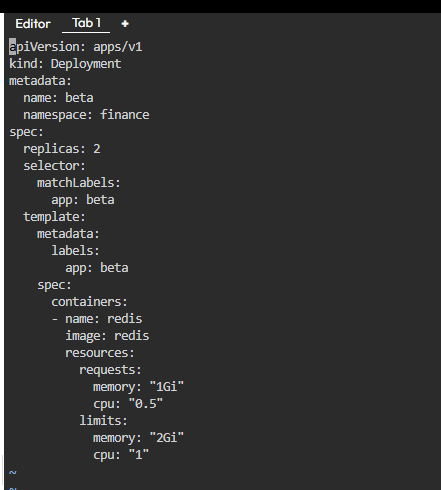 Editor Tab 1 +
apiVersion: apps/v1
kind: Deployment
metadata:
  name: beta
  namespace: finance
spec:
  replicas: 2
  selector:
    matchLabels:
      app: beta
  template:
    metadata:
      labels:
        app: beta
    spec:
      containers:
      - name: redis
        image: redis
        resources:
          requests:
            memory: "1Gi"
            cpu: "0.5"
          limits:
            memory: "2Gi"
            cpu: "1"
~
~